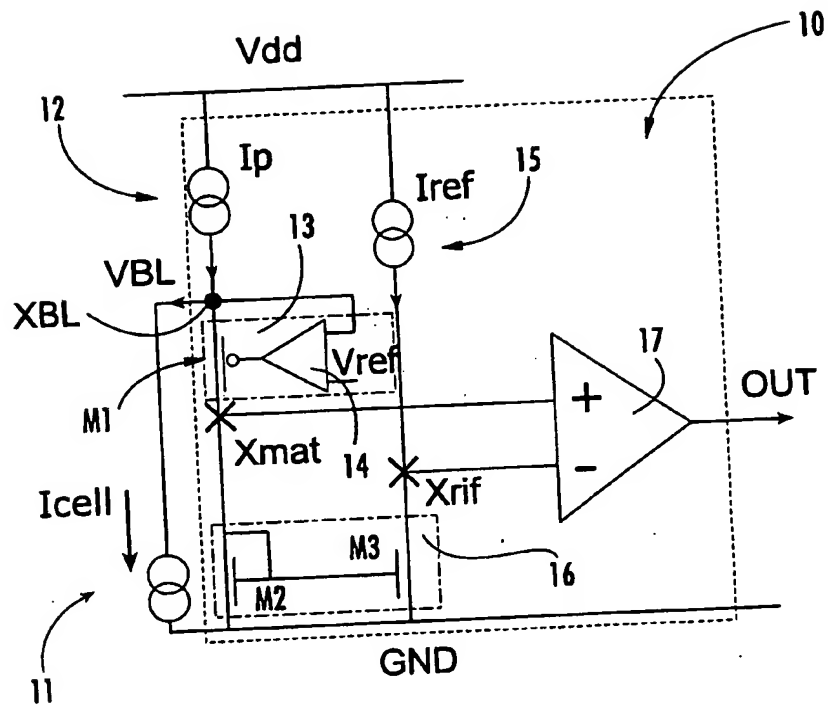 10
Vdd
12
Ip
Iref
15
13
VBL
XBL
Vref
17
OUT
M1
+
Xmat
14
−
Xrif
Icell
M3
16
M2
11
GND